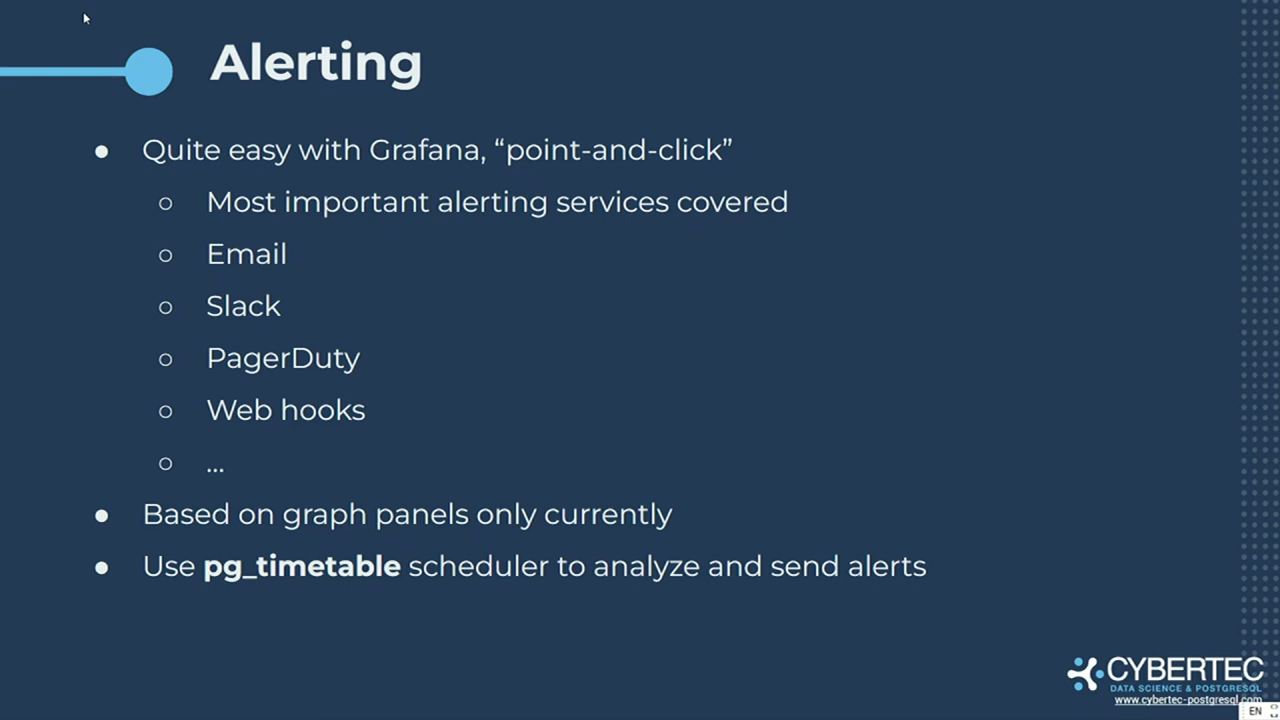 Alerting
● Quite easy with Grafana, “point-and-click”
○ Most important alerting services covered
○ Email
○ Slack
○ PagerDuty
○ Web hooks
○ ...
● Based on graph panels only currently
● Use pg_timetable scheduler to analyze and send alerts
CYBERTEC
DATA SCIENCE & POSTGRESQL
www.cybertec-postgresql.com
EN